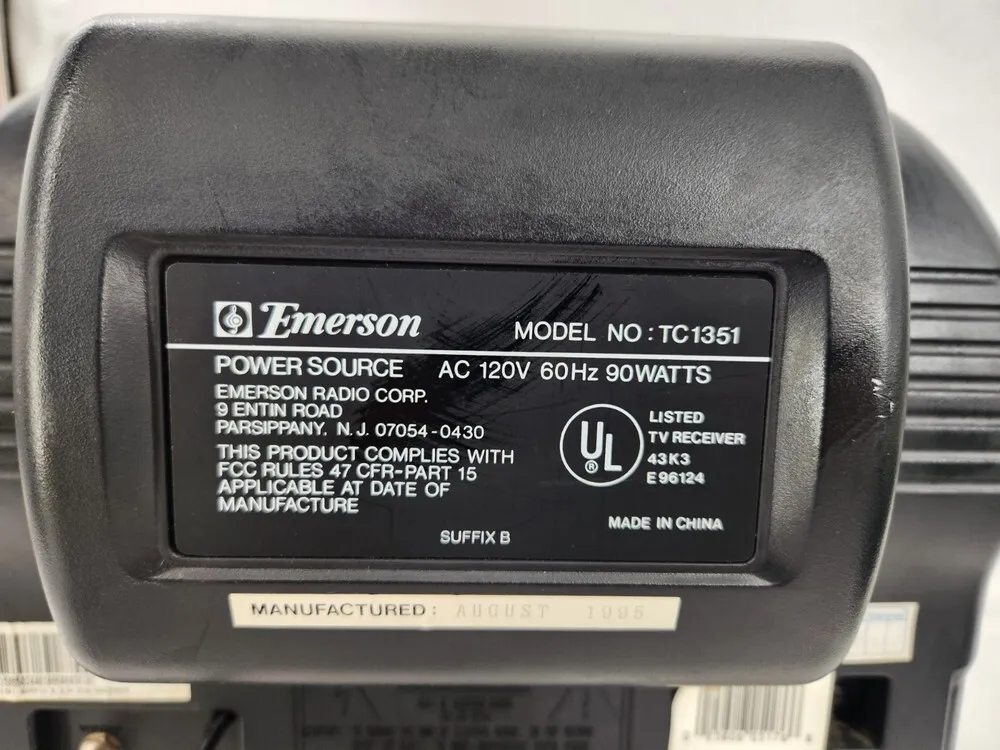 Emerson
MODEL NO : TC1351
POWER SOURCE AC 120V 60Hz 90WATTS
EMERSON RADIO CORP.
9 ENTIN ROAD
PARSIPPANY, N. J. 07054-0430
THIS PRODUCT COMPLIES WITH
FCC RULES 47 CFR-PART 15
APPLICABLE AT DATE OF
MANUFACTURE
UL
®
LISTED
TV RECEIVER
43K3
E96124
SUFFIX B
MADE IN CHINA
MANUFACTURED : AUGUST 1995